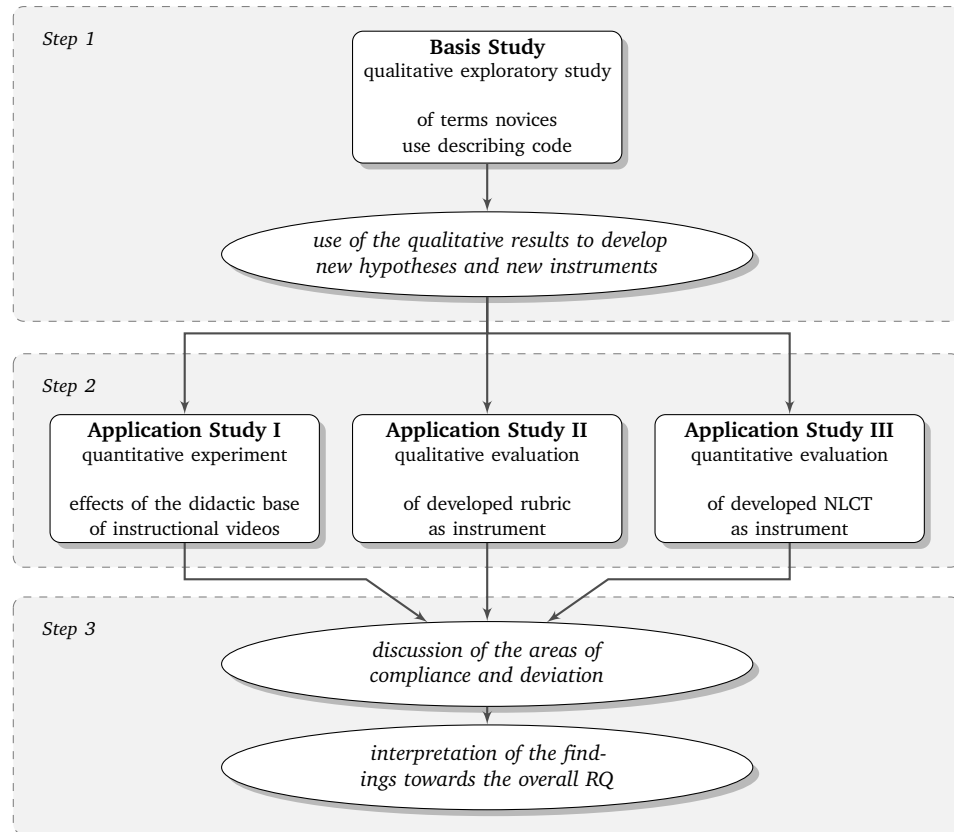 Step 1
Basis Study
qualitative exploratory study
of terms novices
use describing code
use of the qualitative results to develop
new hypotheses and new instruments
Step 2
Application Study I
quantitative experiment
effects of the didactic base
of instructional videos
Application Study II
qualitative evaluation
of developed rubric
as instrument
Application Study III
quantitative evaluation
of developed NLCT
as instrument
Step 3
discussion of the areas of
compliance and deviation
interpretation of the find-
ings towards the overall RQ